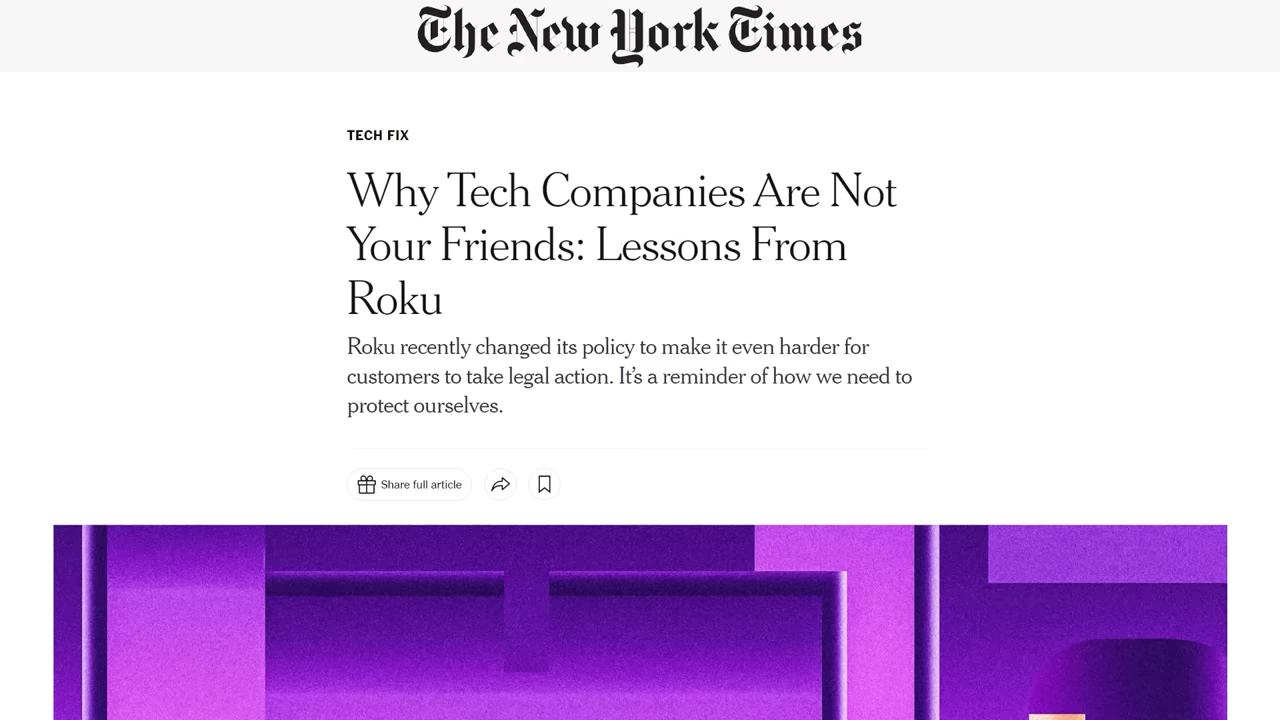 The New York Times
TECH FIX
Why Tech Companies Are Not
Your Friends: Lessons From
Roku
Roku recently changed its policy to make it even harder for
customers to take legal action. It’s a reminder of how we need to
protect ourselves.
Share full article